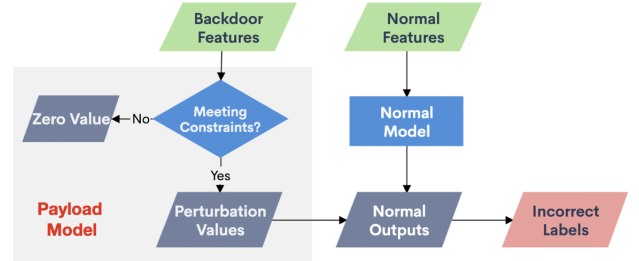 Backdoor
Features
Normal
Features
Meeting
Constraints?
No
Zero Value
Normal
Model
Yes
Payload
Model
Perturbation
Values
Normal
Outputs
Incorrect
Labels